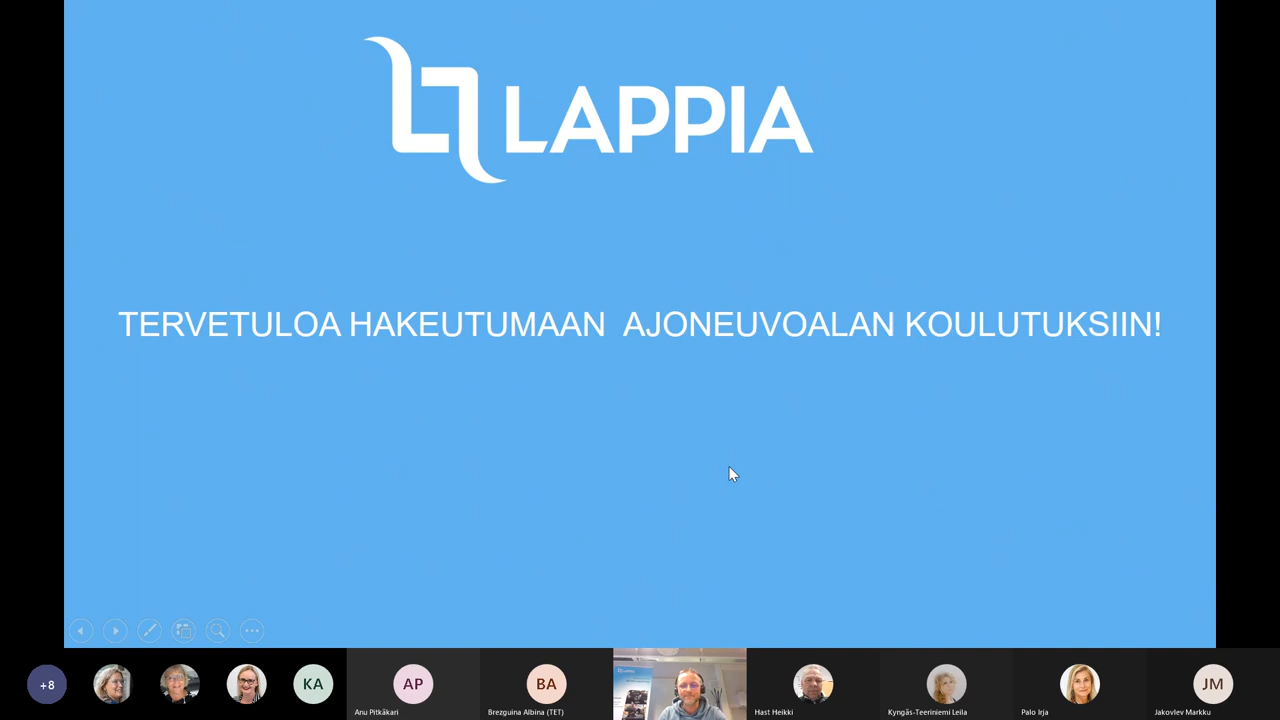 LAPPIA
TERVETULOA HAKEUTUMAAN AJONEUVOALAN KOULUTUKSIIN!
+8
KA
AP
Anu Pitkäkari
BA
Brezguina Albina (TET)
Hast Heikki
Kyngäs-Teeriniemi Leila
Palo Irja
JM
Jakovlev Markku